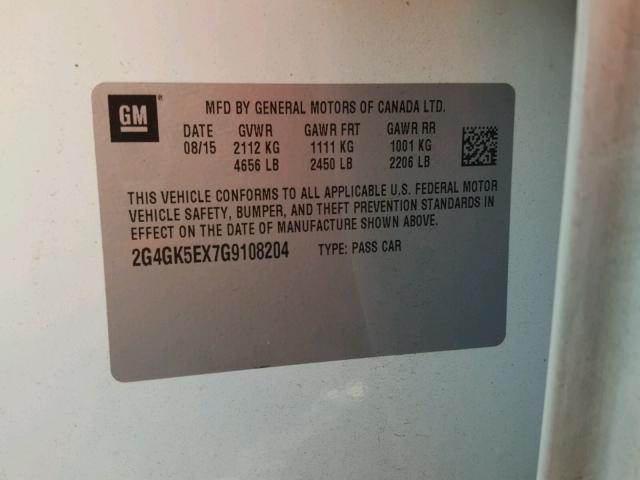 GM
MFD BY GENERAL MOTORS OF CANADA LTD.
DATE GVWR GAWR FRT GAWR RR
08/15 2112 KG 1111 KG 1001 KG
4656 LB 2450 LB 2206 LB
THIS VEHICLE CONFORMS TO ALL APPLICABLE U.S. FEDERAL MOTOR
VEHICLE SAFETY, BUMPER, AND THEFT PREVENTION STANDARDS IN
EFFECT ON THE DATE OF MANUFACTURE SHOWN ABOVE.
2G4GK5EX7G9108204 TYPE: PASS CAR